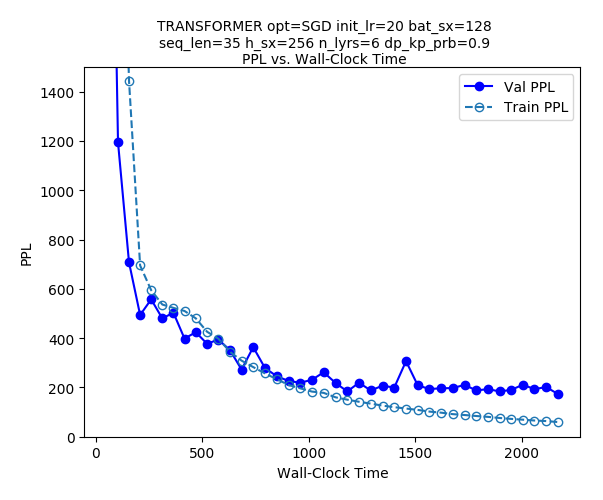 TRANSFORMER opt=SGD init_lr=20 bat_sx=128
seq_len=35 h_sx=256 n_lyrs=6 dp_kp_prb=0.9
PPL vs. Wall-Clock Time
Val PPL
Train PPL
1400
1200
1000
800
600
400
200
0
PPL
0
500
1000
1500
2000
Wall-Clock Time